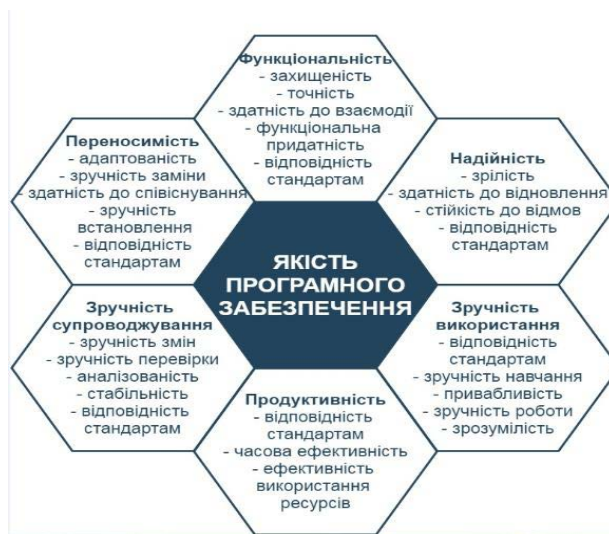 Функціональність
- захищеність
- точність
- здатність до взаємодії
- функціональна
придатність
- відповідність
стандартам
Надійність
- зрілість
- здатність до відновлення
- стійкість до відмов
- відповідність
стандартам
Зручність
використання
- відповідність
стандартам
- зручність навчання
- привабливість
- зручність роботи
- зрозумілість
Продуктивність
- відповідність
стандартам
- часова ефективність
- ефективність
використання
ресурсів
Зручність
супроводжування
- зручність змін
- зручність перевірки
- аналізованість
- стабільність
- відповідність
стандартам
Переносимість
- адаптованість
- зручність заміни
- здатність до співіснування
- зручність
встановлення
- відповідність
стандартам
ЯКІСТЬ
ПРОГРАМНОГО
ЗАБЕЗПЕЧЕННЯ